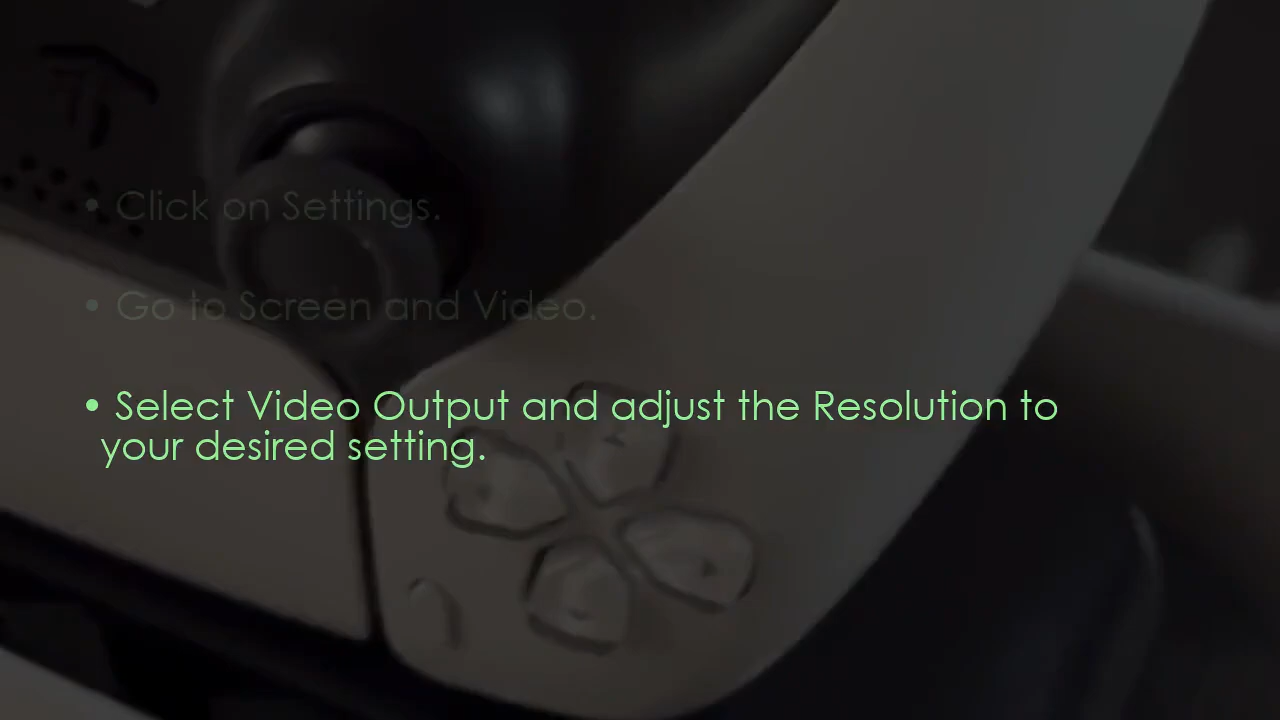 • Click on Settings.
• Go to Screen and Video.
• Select Video Output and adjust the Resolution to
your desired setting.